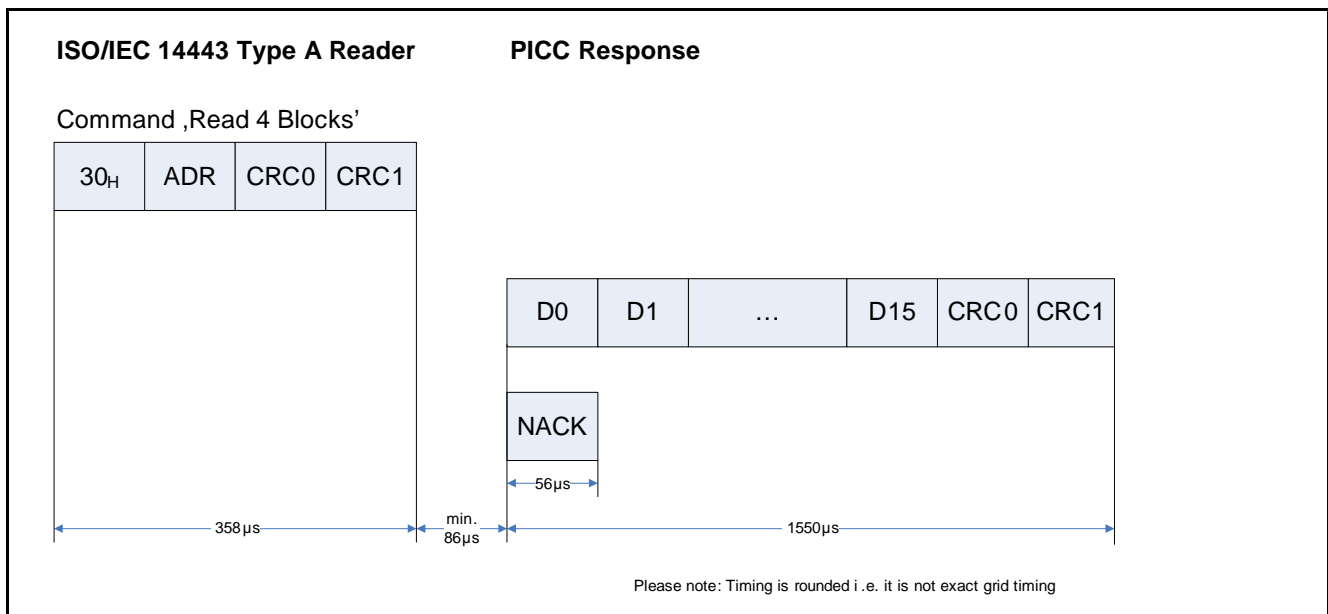 ISO/IEC 14443 Type A Reader PICC Response
Command ‚Read 4 Blocks’
30H ADR CRC0 CRC1
D0 D1 … D15 CRC0 CRC1
NACK
56µs
358µs min. 86µs 1550µs
Please note: Timing is rounded i .e. it is not exact grid timing